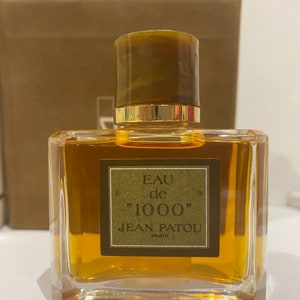 EAU
de
"1000"
JEAN PATOU
PARIS